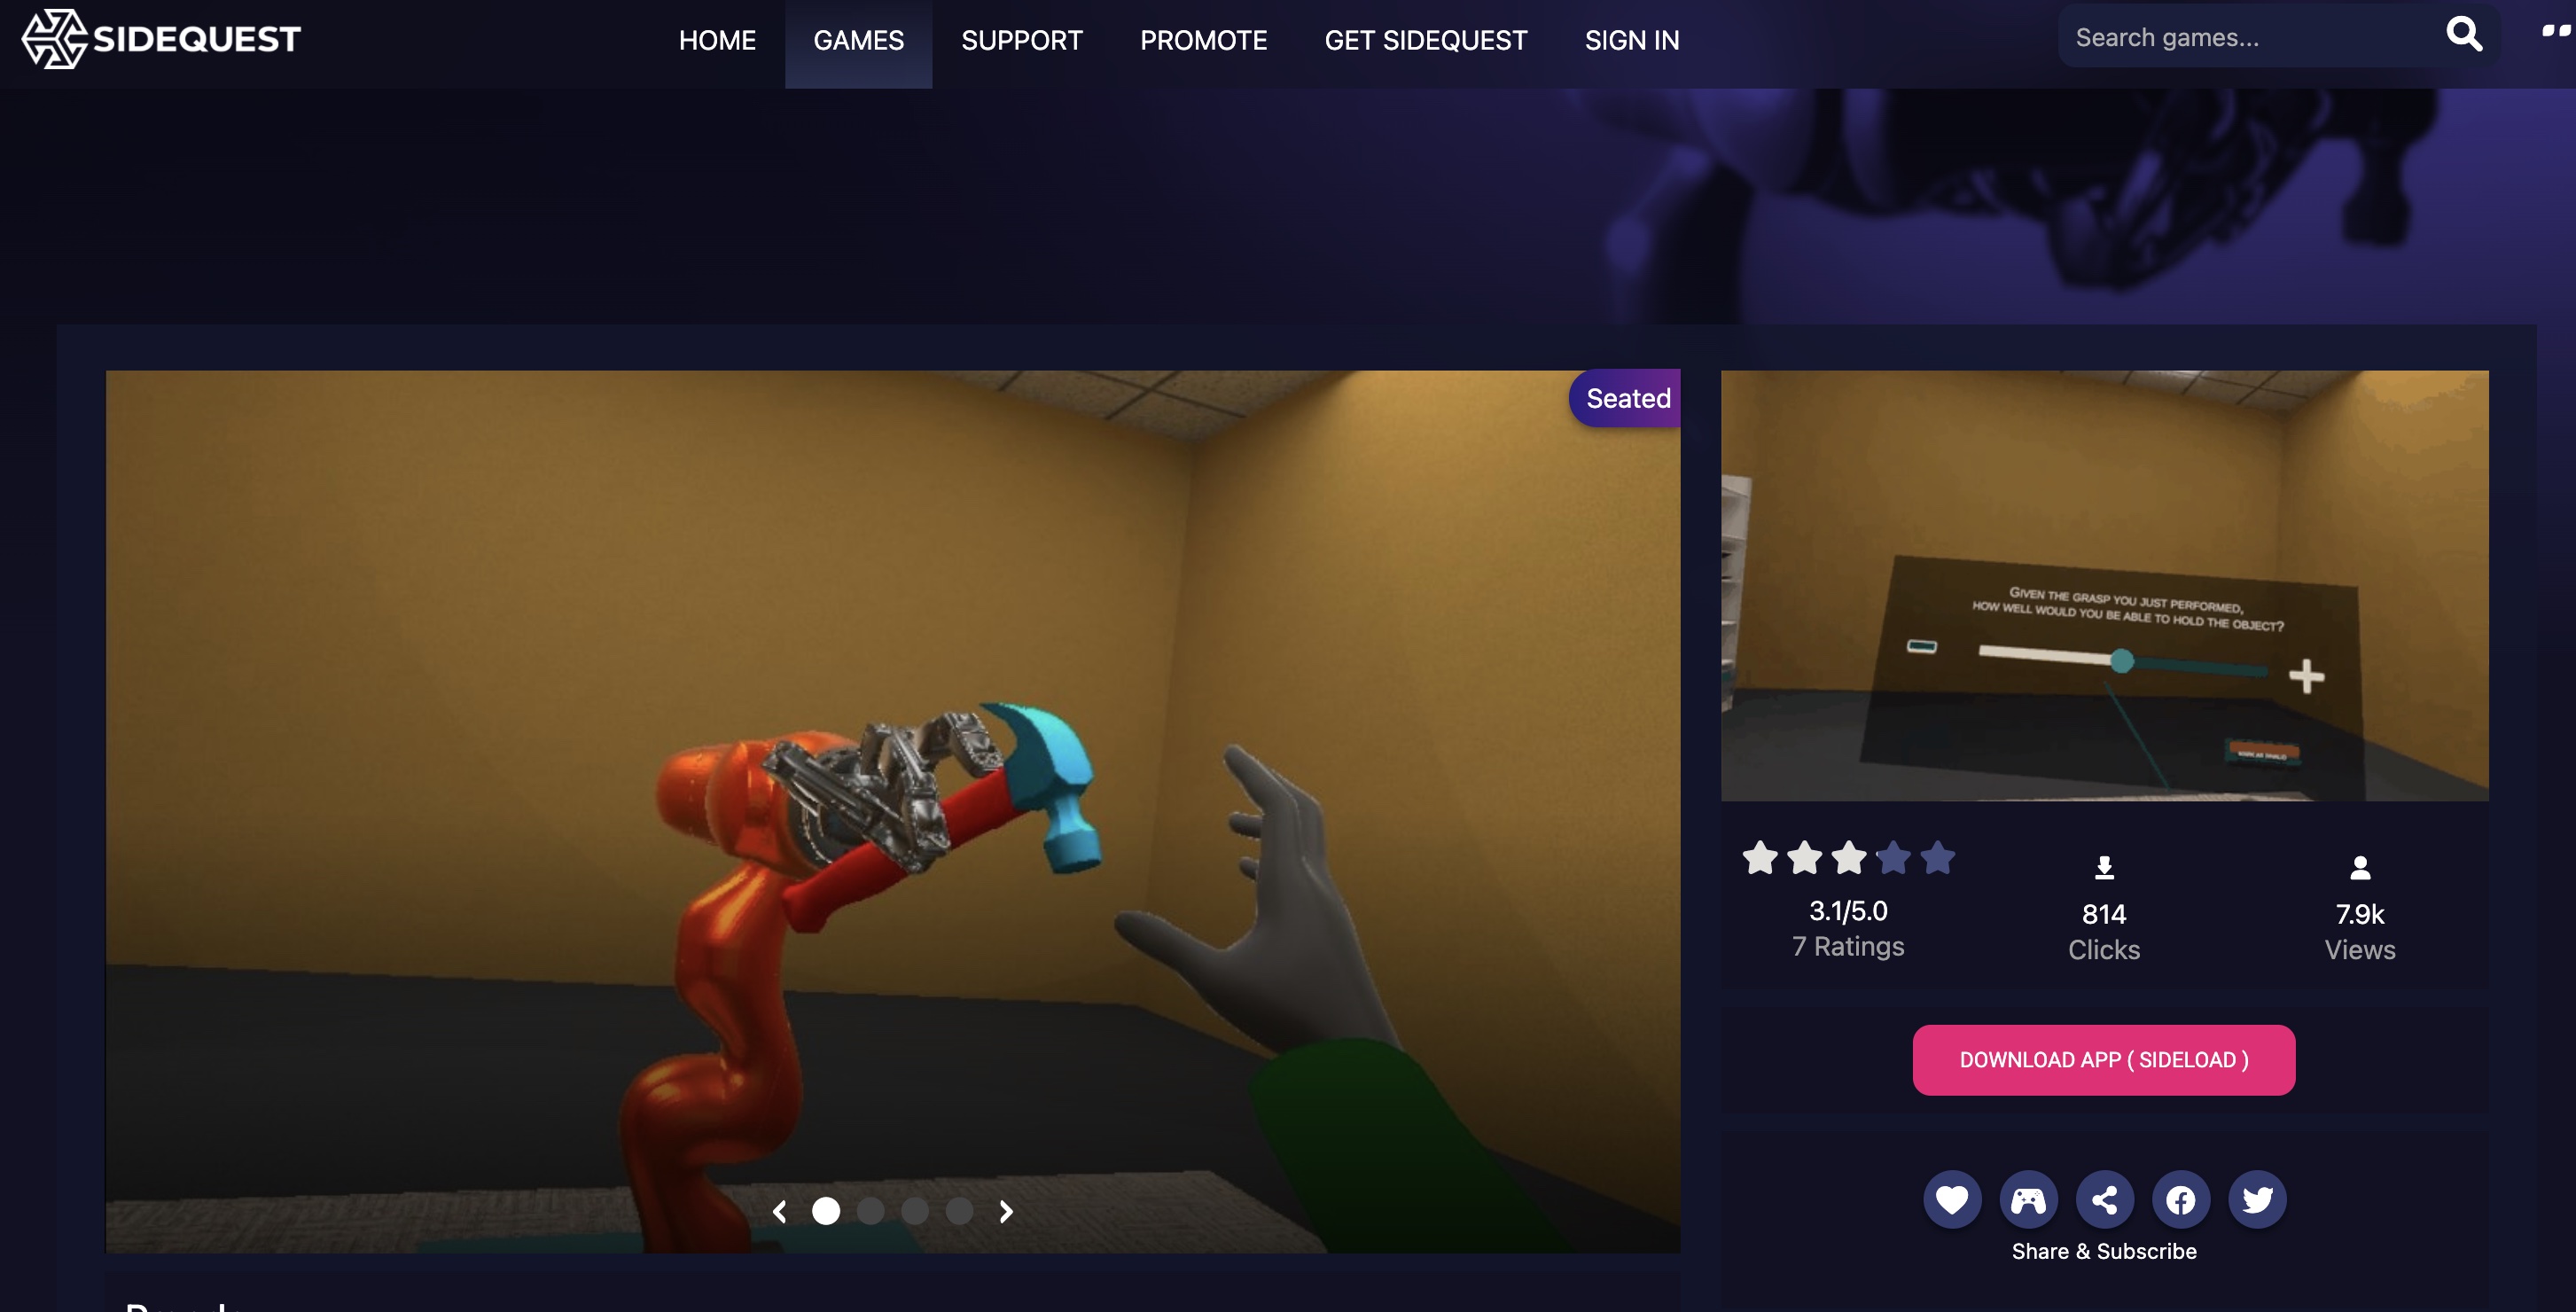 SIDEQUEST
HOME
GAMES
SUPPORT
PROMOTE
GET SIDEQUEST
SIGN IN
Search games...
Seated
GIVEN THE GRASP YOU JUST PERFORMED,
HOW WELL WOULD YOU BE ABLE TO HOLD THE OBJECT?
3.1/5.0
7 Ratings
814
Clicks
7.9k
Views
DOWNLOAD APP ( SIDELOAD )
Share & Subscribe